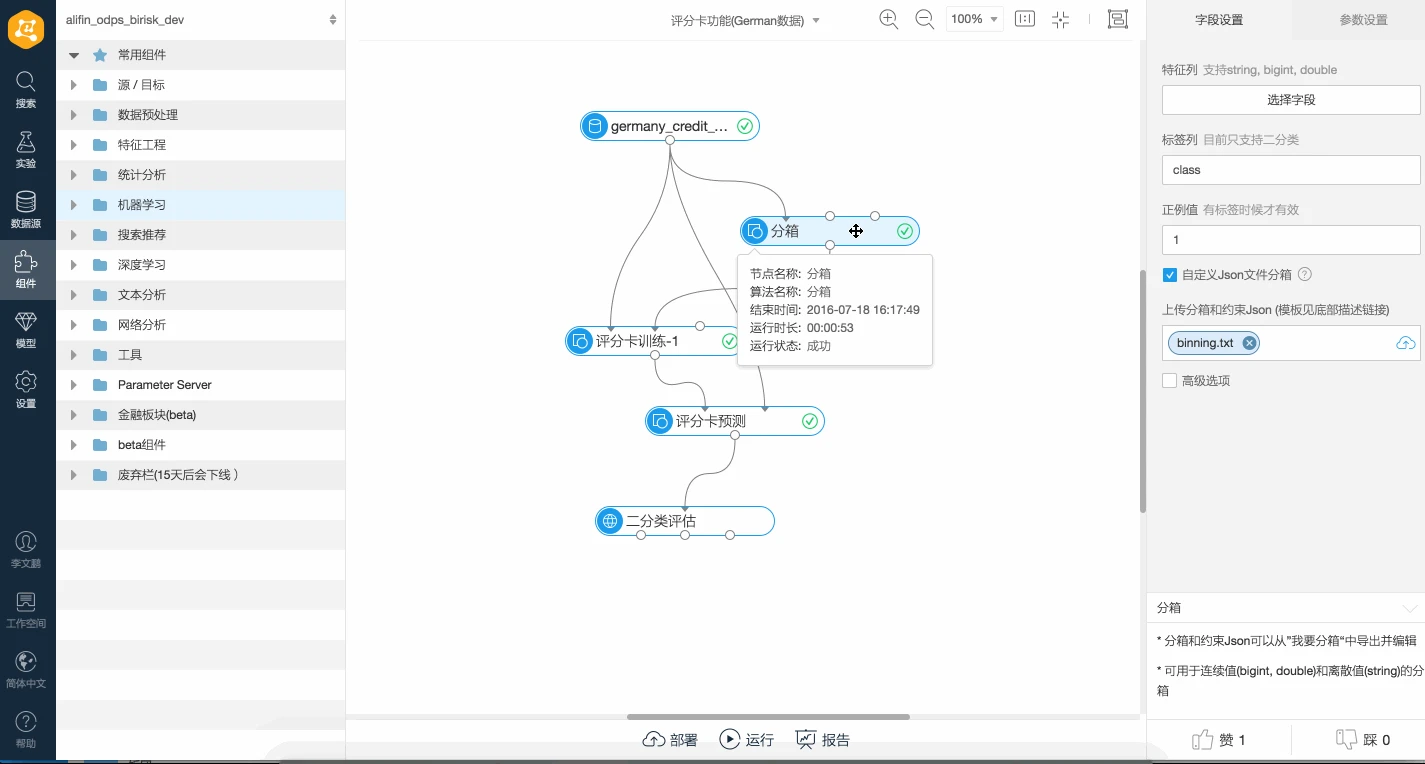 alifin_odps_birisk_dev
搜索
实验
数据源
组件
模型
设置
李文鹏
工作空间
简体中文
帮助
常用组件
源 / 目标
数据预处理
特征工程
统计分析
机器学习
搜索推荐
深度学习
文本分析
网络分析
工具
Parameter Server
金融板块(beta)
beta组件
废弃栏(15天后会下线 )
评分卡功能(German数据)
100%
germany_credit_...
分箱
节点名称: 分箱
算法名称: 分箱
结束时间: 2016-07-18 16:17:49
运行时长: 00:00:53
运行状态: 成功
评分卡训练-1
评分卡预测
二分类评估
部署
运行
报告
字段设置
参数设置
特征列 支持string, bigint, double
选择字段
标签列 目前只支持二分类
class
正例值 有标签时候才有效
1
自定义Json文件分箱 ?
上传分箱和约束Json (模板见底部描述链接)
binning.txt
高级选项
分箱
* 分箱和约束Json可以从”我要分箱“中导出并编辑
* 可用于连续值(bigint, double)和离散值(string)的分
箱
赞 1
踩 0